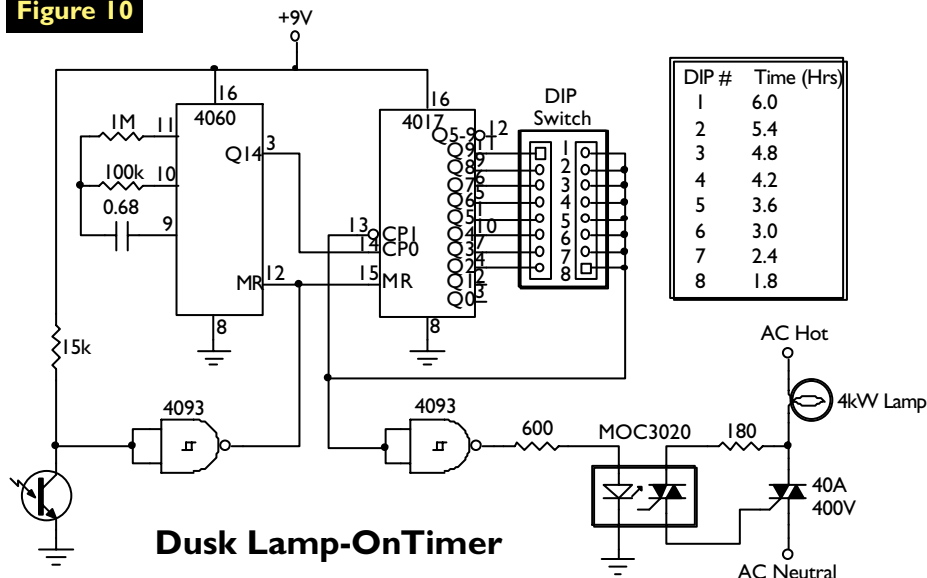 Figure 10
+9V
16
4060
1M
11
Q14
3
100k
10
0.68
9
MR
12
8
15k
16
4017
Q5-9
12
Q9
11
Q8
9
Q7
6
Q6
5
Q5
1
Q4
10
Q3
7
Q2
4
Q1
2
Q0
3
13
CP1
14
CP0
15
MR
8
DIP
Switch
1
2
3
4
5
6
7
8
DIP # Time (Hrs)
1 6.0
2 5.4
3 4.8
4 4.2
5 3.6
6 3.0
7 2.4
8 1.8
4093
4093
600
MOC3020
180
AC Hot
4kW Lamp
40A
400V
AC Neutral
Dusk Lamp-OnTimer